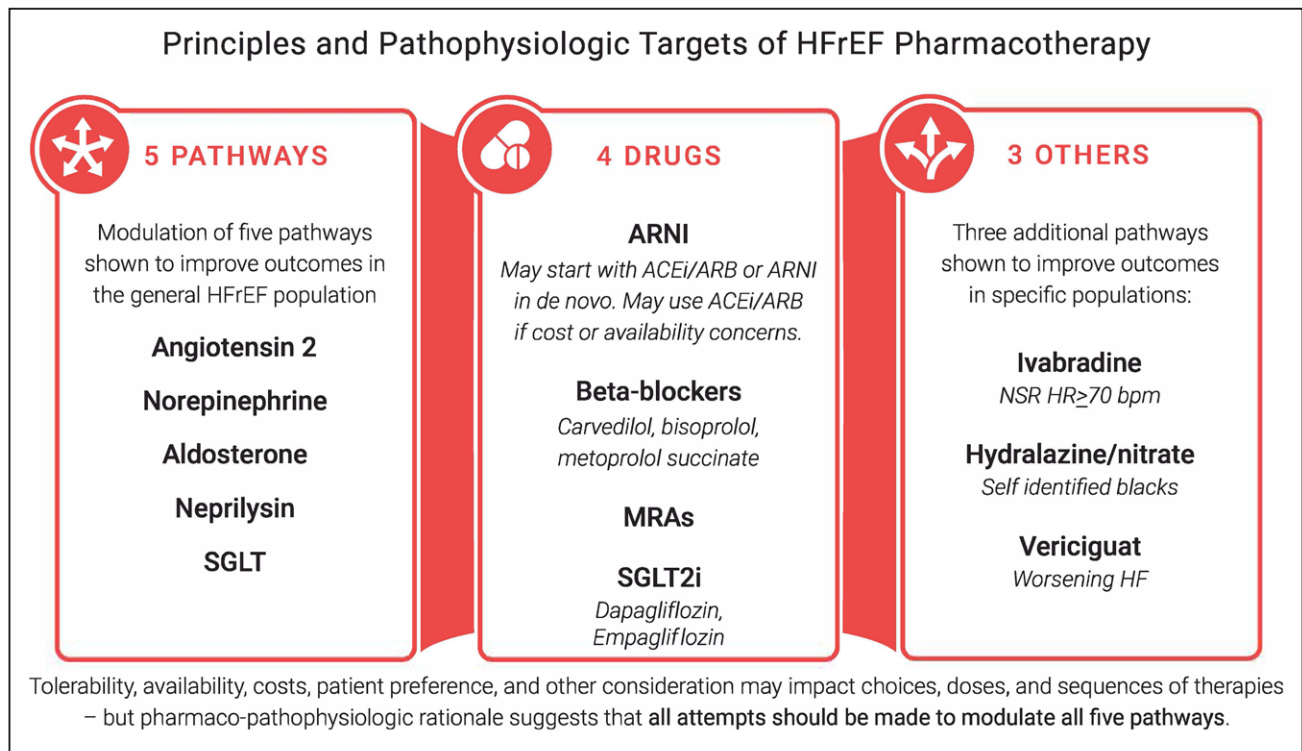 Principles and Pathophysiologic Targets of HFrEF Pharmacotherapy
5 PATHWAYS
Modulation of five pathways
shown to improve outcomes in
the general HFrEF population
Angiotensin 2
Norepinephrine
Aldosterone
Neprilysin
SGLT
4 DRUGS
ARNI
May start with ACEi/ARB or ARNI
in de novo. May use ACEi/ARB
if cost or availability concerns.
Beta-blockers
Carvedilol, bisoprolol,
metoprolol succinate
MRAs
SGLT2i
Dapagliflozin,
Empagliflozin
3 OTHERS
Three additional pathways
shown to improve outcomes
in specific populations:
Ivabradine
NSR HR≥70 bpm
Hydralazine/nitrate
Self identified blacks
Vericiguat
Worsening HF
Tolerability, availability, costs, patient preference, and other consideration may impact choices, doses, and sequences of therapies
– but pharmaco-pathophysiologic rationale suggests that all attempts should be made to modulate all five pathways.